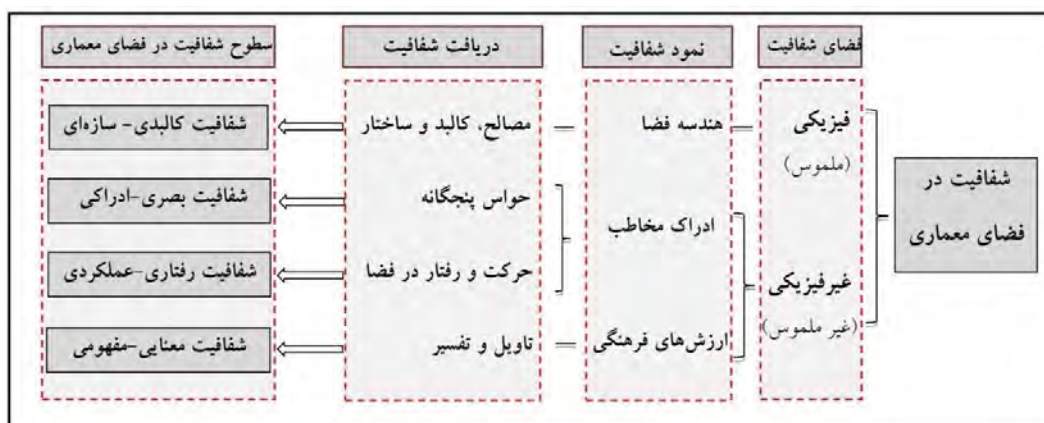 فضای شفافیت
نمود شفافیت
دریافت شفافیت
سطوح شفافیت در فضای معماری
شفافیت در
فضای معماری
فیزیکی
(ملموس)
غیرفیزیکی
(غیر ملموس)
هندسه فضا
ادراک مخاطب
ارزش‌های فرهنگی
مصالح، کالبد و ساختار
حواس پنجگانه
حرکت و رفتار در فضا
تاویل و تفسیر
شفافیت کالبدی- سازه‌ای
شفافیت بصری-ادراکی
شفافیت رفتاری-عملکردی
شفافیت معنایی-مفهومی